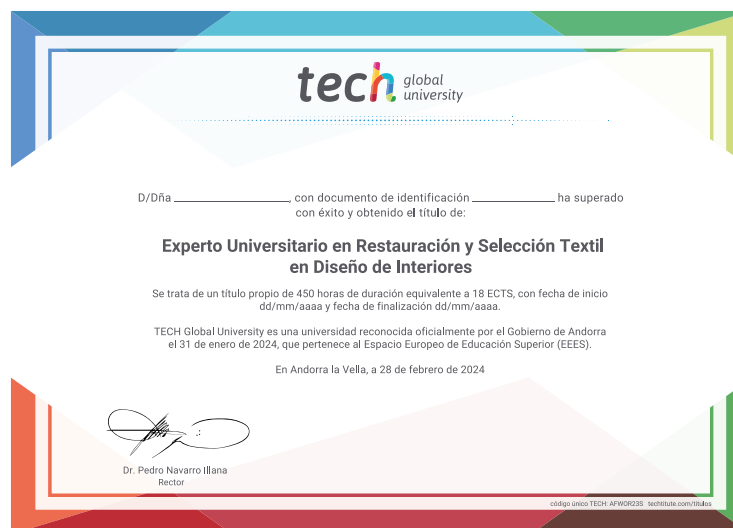 tech global university
D/Dña ____________, con documento de identificación ____________ ha superado
con éxito y obtenido el título de:
Experto Universitario en Restauración y Selección Textil
en Diseño de Interiores
Se trata de un título propio de 450 horas de duración equivalente a 18 ECTS, con fecha de inicio
dd/mm/aaaa y fecha de finalización dd/mm/aaaa.
TECH Global University es una universidad reconocida oficialmente por el Gobierno de Andorra
el 31 de enero de 2024, que pertenece al Espacio Europeo de Educación Superior (EEES).
En Andorra la Vella, a 28 de febrero de 2024
Dr. Pedro Navarro Illana
Rector
código único TECH: AFWOR23S techtitute.com/titulos